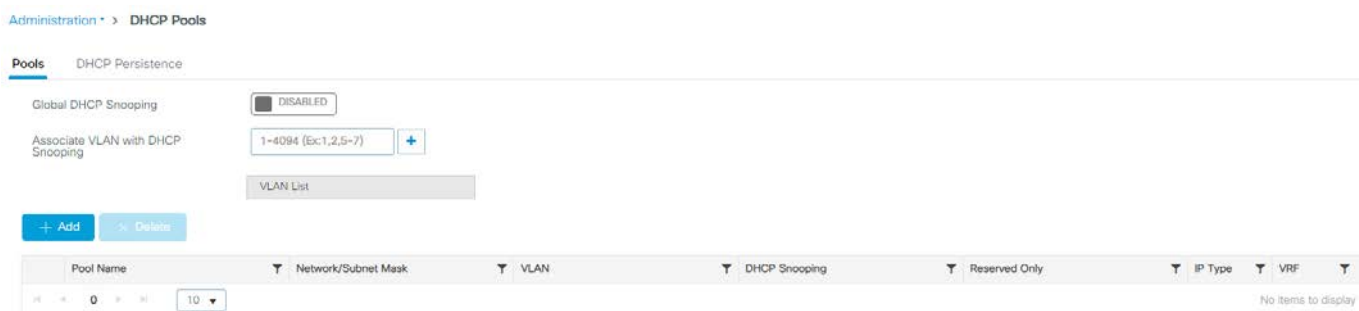 Administration > DHCP Pools
Pools DHCP Persistence
Global DHCP Snooping DISABLED
Associate VLAN with DHCP Snooping 1-4094 (Ex:1,2,5-7) +
VLAN List
+ Add × Delete
Pool Name Network/Subnet Mask VLAN DHCP Snooping Reserved Only IP Type VRF
0 10 No items to display